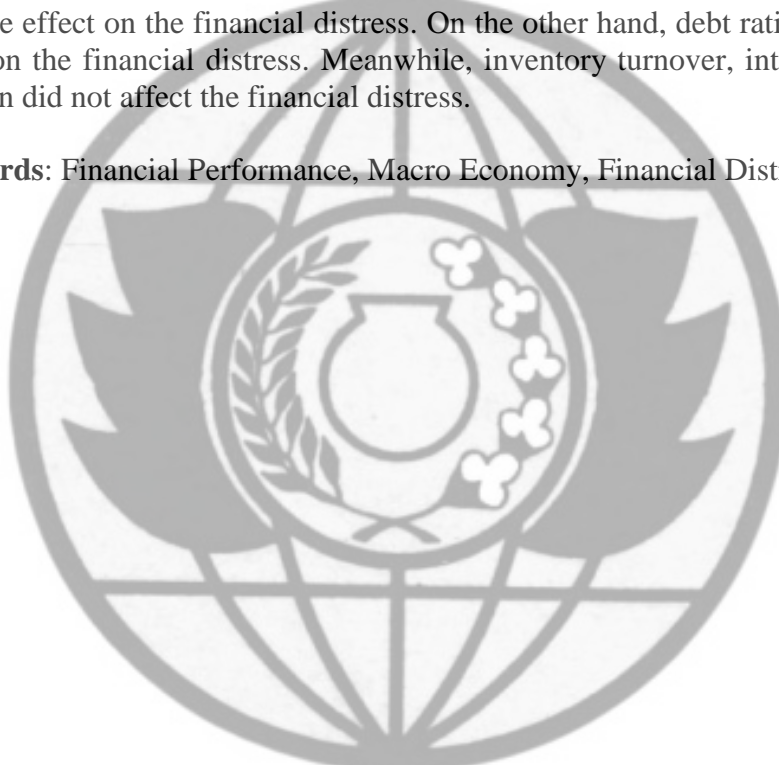 e effect on the financial distress. On the other hand, debt rati
on the financial distress. Meanwhile, inventory turnover, int
n did not affect the financial distress.
rds: Financial Performance, Macro Economy, Financial Distr